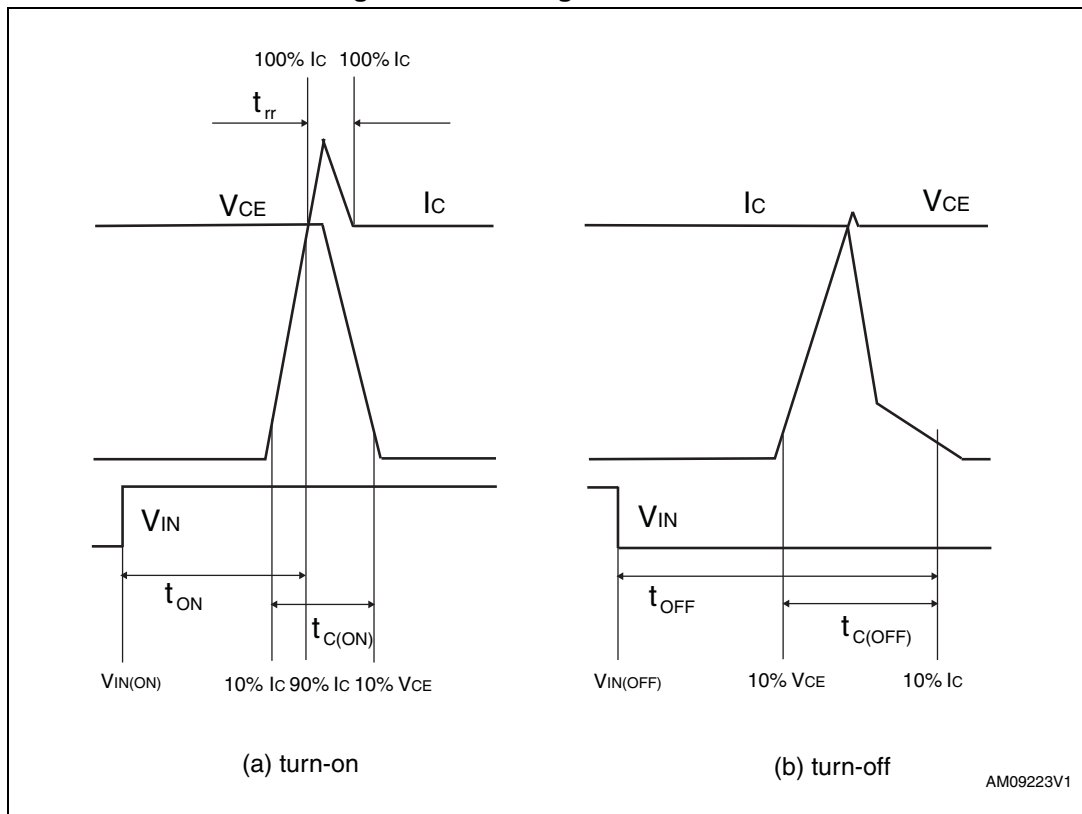 100% IC 100% IC
trr
VCE IC
IC VCE
VIN
VIN
tON
tOFF
tC(ON)
tC(OFF)
VIN(ON) 10% IC 90% IC 10% VCE
VIN(OFF) 10% VCE 10% IC
(a) turn-on
(b) turn-off
AM09223V1